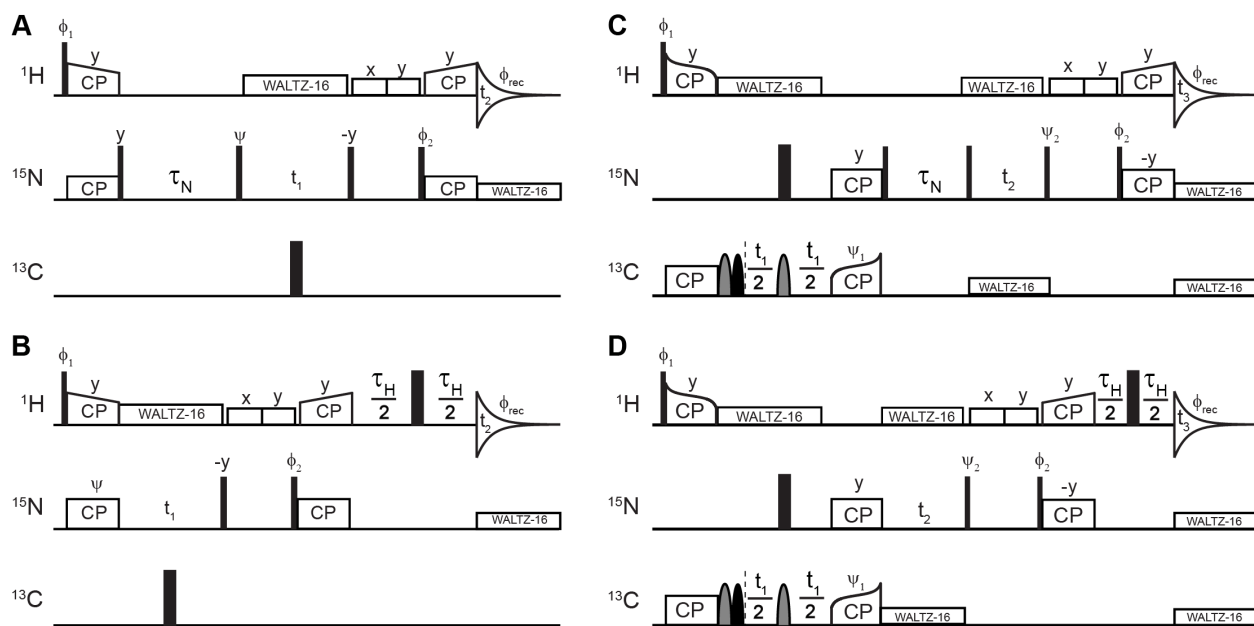 A
ϕ1
y
y
x
y
¹H
CP
WALTZ-16
CP
t2
ϕrec
y
ψ
-y
ϕ2
¹⁵N
CP
τN
t1
CP
WALTZ-16
¹³C
B
ϕ1
y
x
y
y
¹H
CP
WALTZ-16
CP
τH
2
τH
2
t2
ϕrec
ψ
-y
ϕ2
¹⁵N
CP
t1
CP
WALTZ-16
¹³C
C
ϕ1
y
x
y
y
¹H
CP
WALTZ-16
WALTZ-16
CP
t3
ϕrec
y
ψ2
ϕ2
-y
¹⁵N
CP
τN
t2
CP
WALTZ-16
¹³C
CP
t1
2
t1
2
ψ1
CP
WALTZ-16
WALTZ-16
D
ϕ1
y
x
y
y
¹H
CP
WALTZ-16
WALTZ-16
CP
τH
2
τH
2
t3
ϕrec
y
ψ2
ϕ2
-y
¹⁵N
CP
t2
CP
WALTZ-16
¹³C
CP
t1
2
t1
2
ψ1
CP
WALTZ-16
WALTZ-16